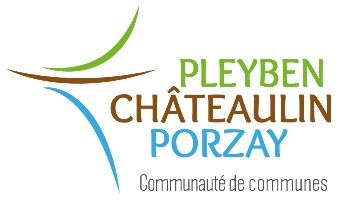 PLEYBEN
CHÂTEAULIN
PORZAY
Communauté de communes